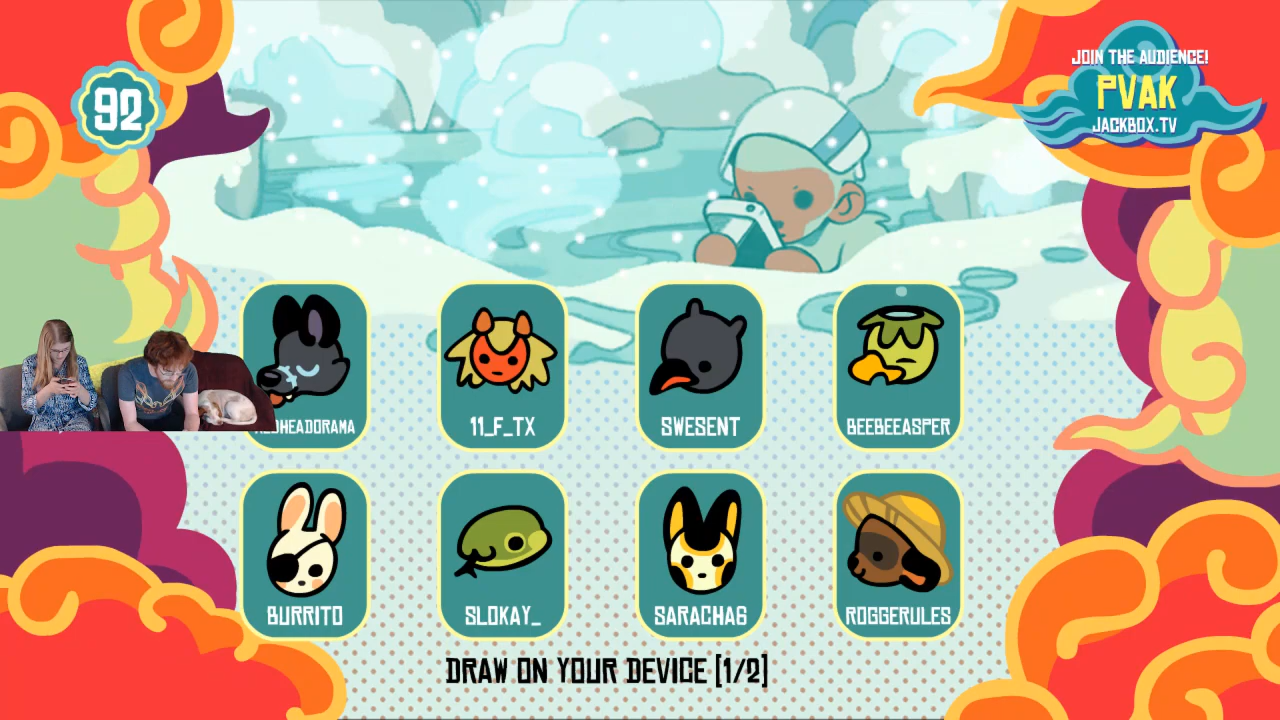 92
JOIN THE AUDIENCE!
PVAK
JACKBOX.TV
11_F_TX
SWESENT
BEEBEEASPER
BURRITO
SLOKAY_
SARACHA6
ROGGERULES
DRAW ON YOUR DEVICE [1/2]